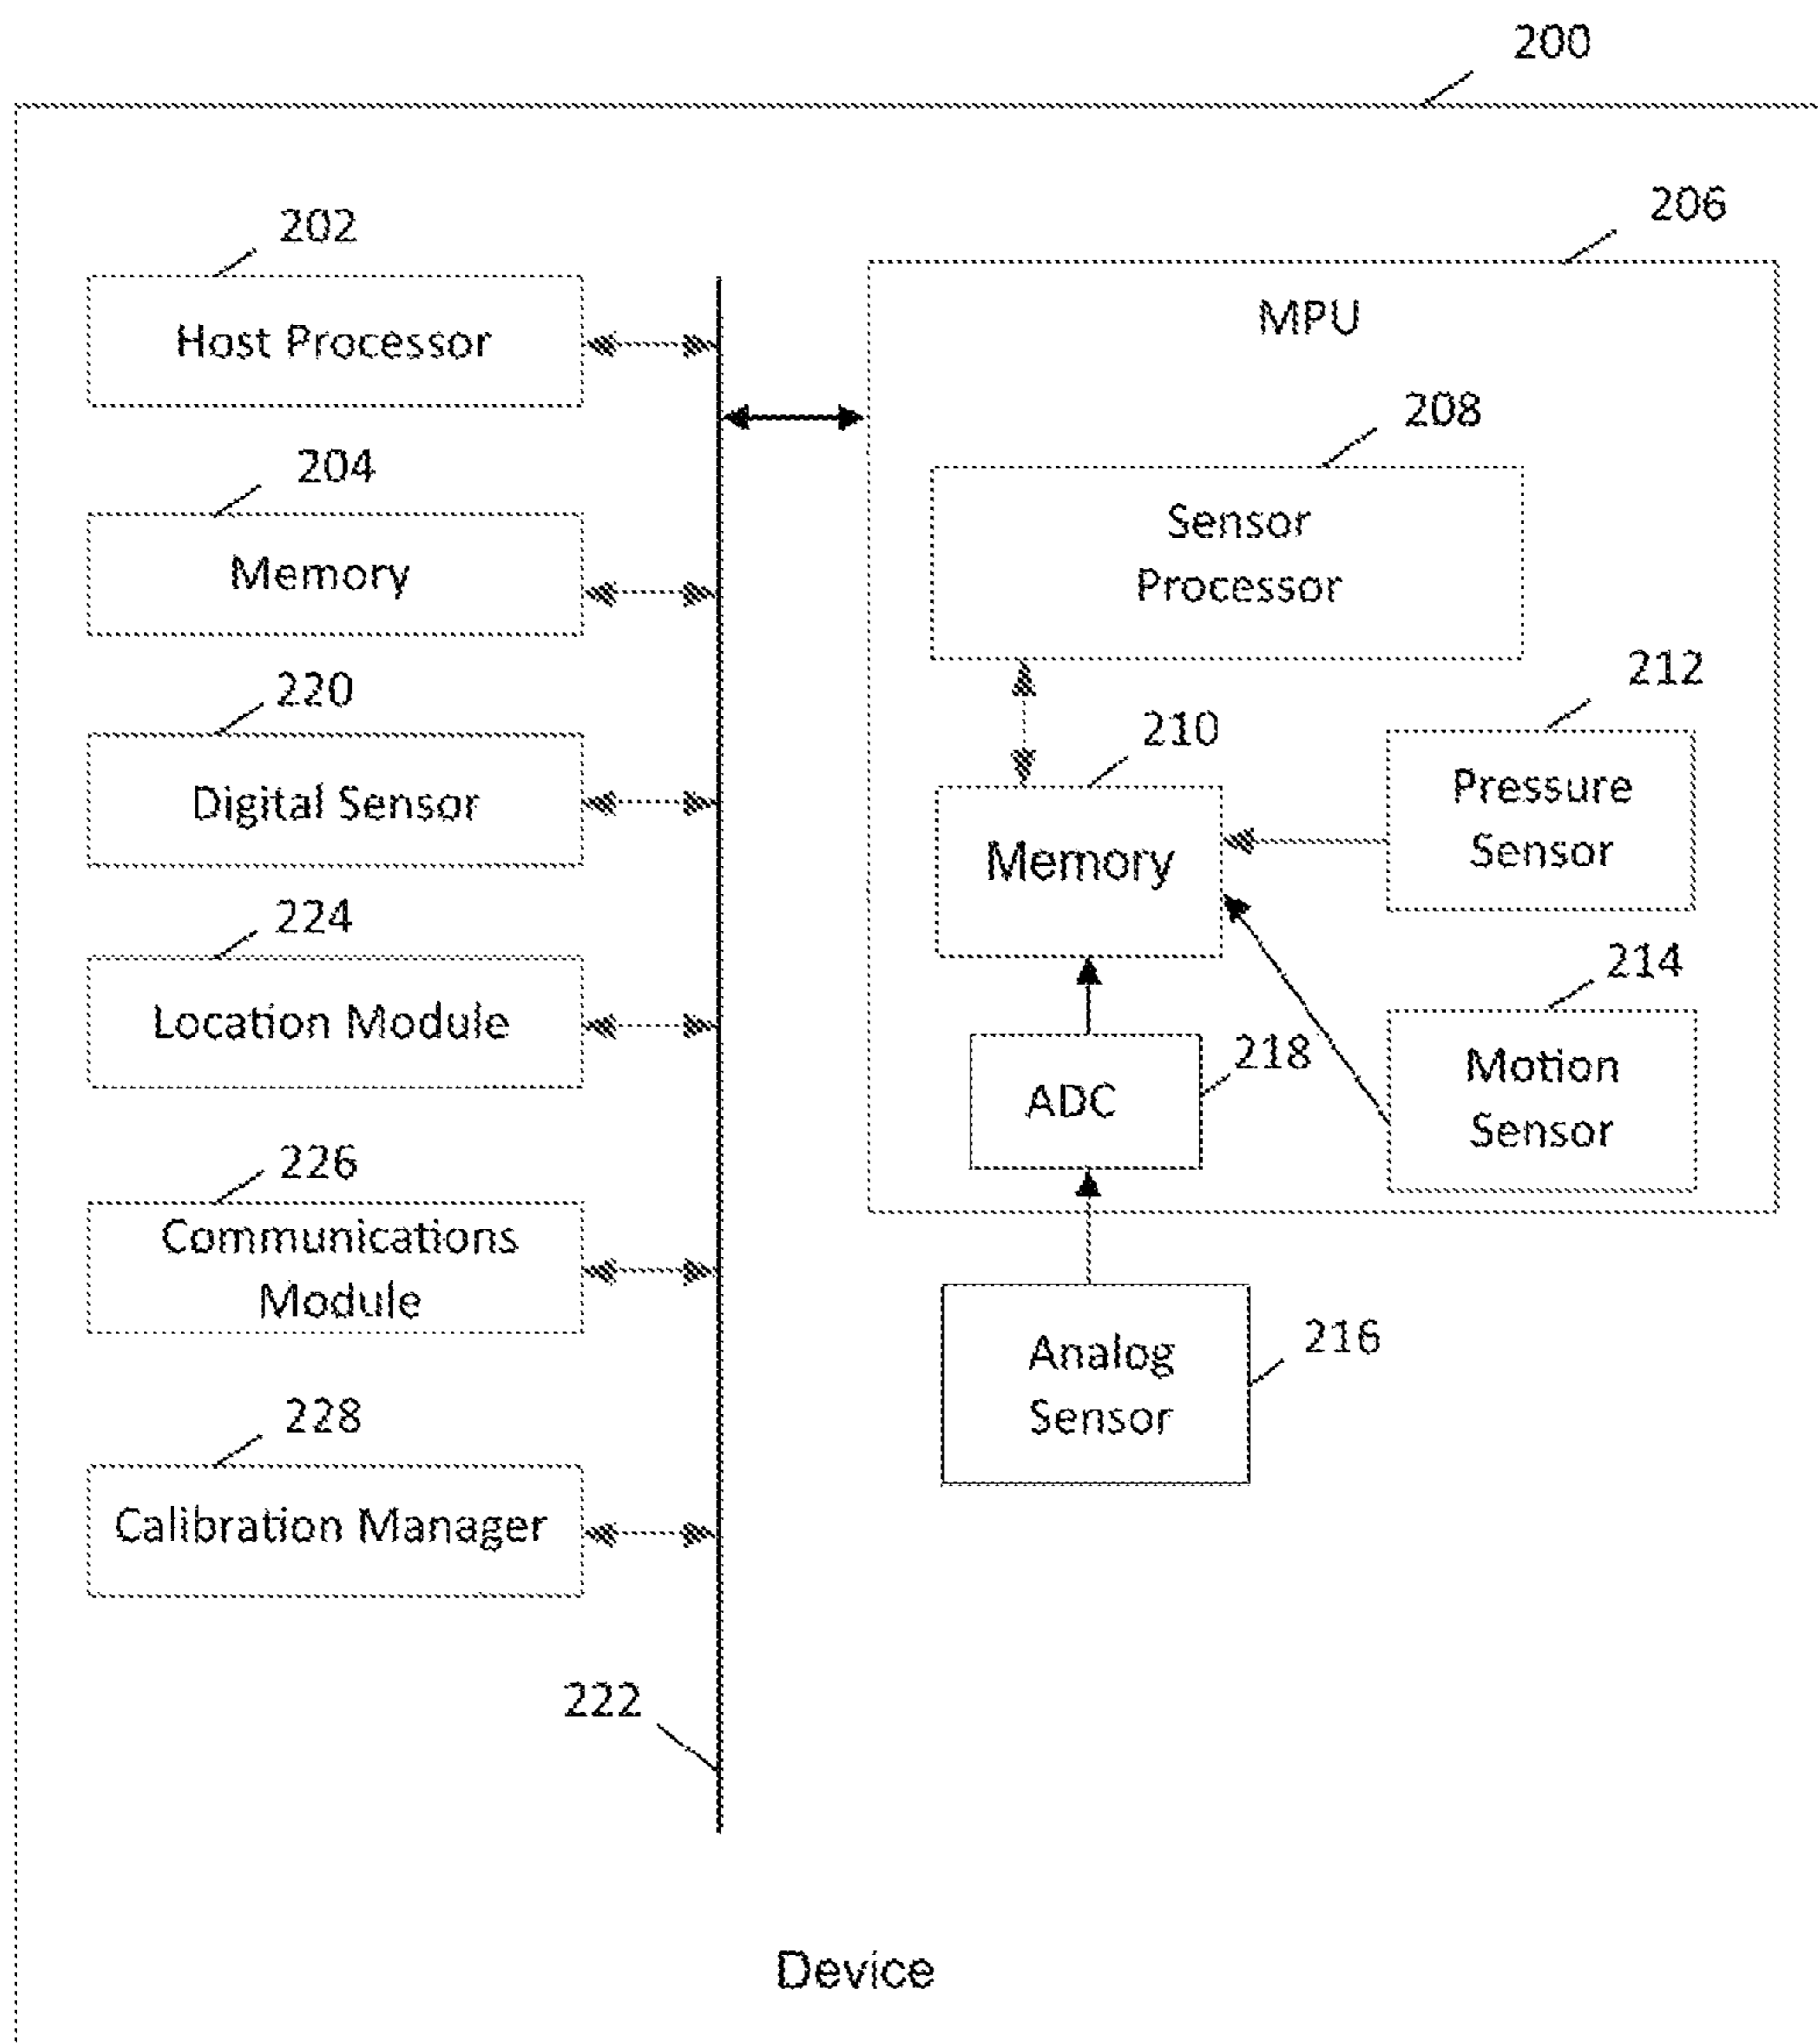 200
202
Host Processor
204
Memory
220
Digital Sensor
224
Location Module
226
Communications
Module
228
Calibration Manager
222
206
MPU
208
Sensor
Processor
210
Memory
212
Pressure
Sensor
214
Motion
Sensor
218
ADC
216
Analog
Sensor
Device